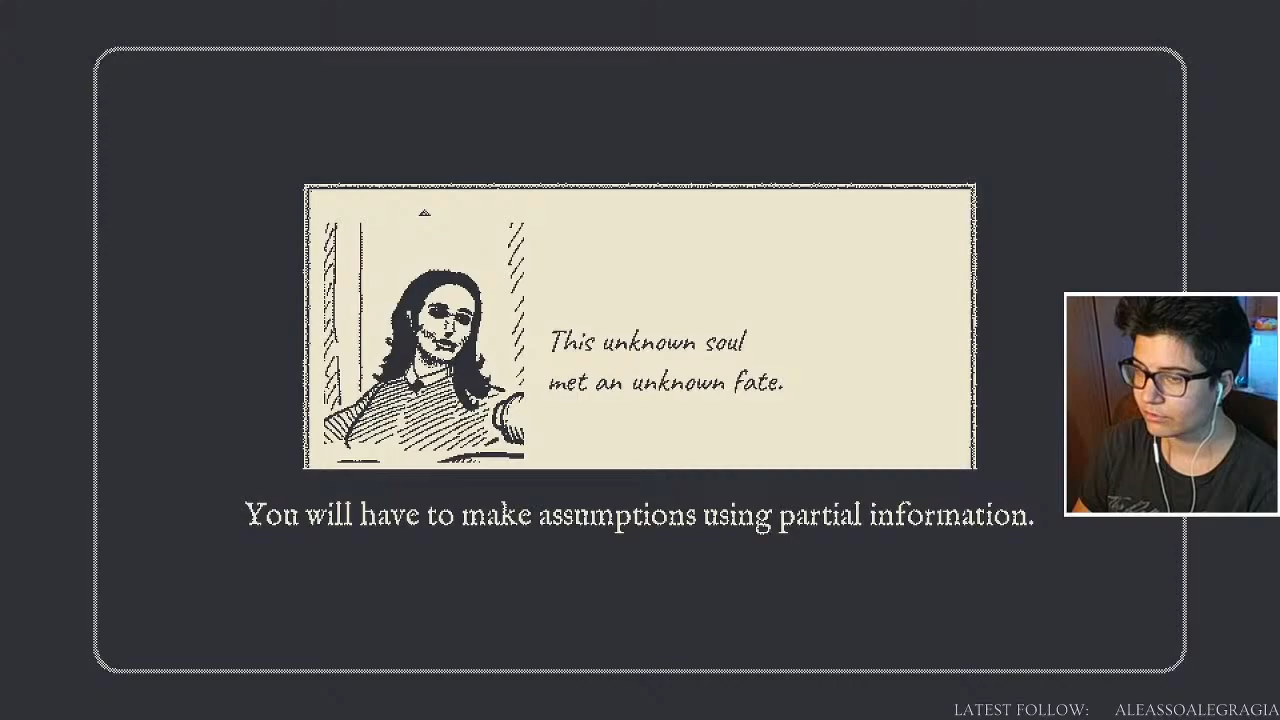 This unknown soul
met an unknown fate.
You will have to make assumptions using partial information.
LATEST FOLLOW: ALEASSOALEGRAGIA